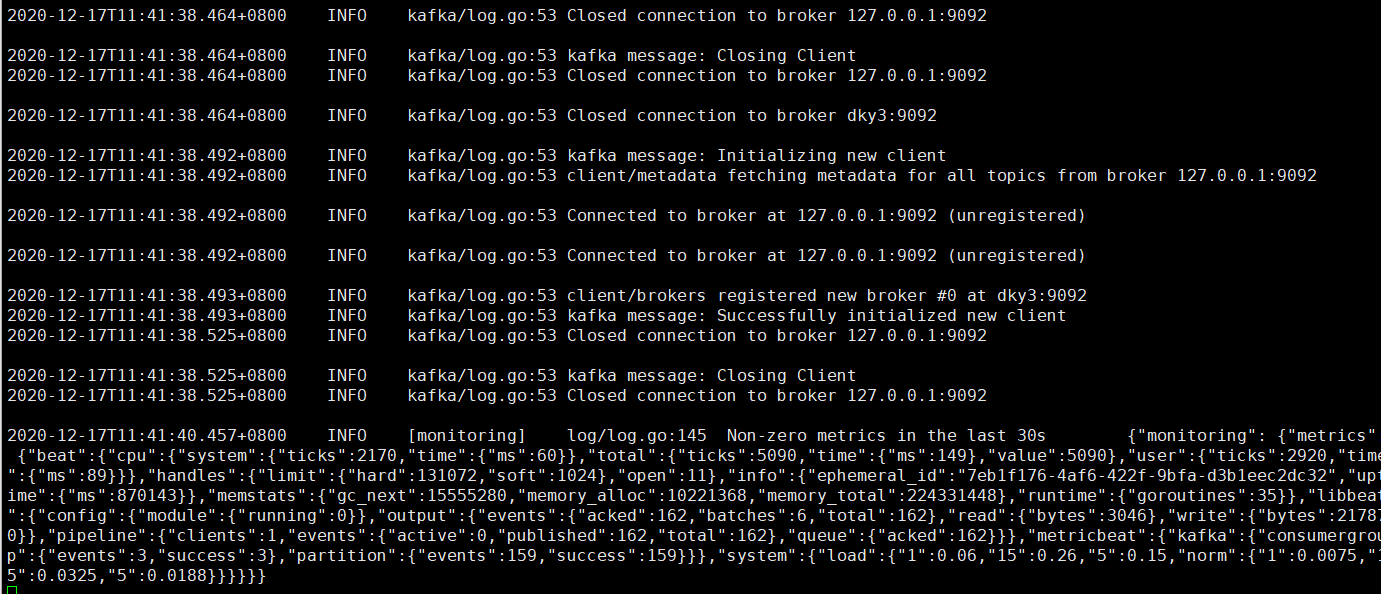 2020-12-17T11:41:38.464+0800    INFO    kafka/log.go:53 Closed connection to broker 127.0.0.1:9092
2020-12-17T11:41:38.464+0800    INFO    kafka/log.go:53 kafka message: Closing Client
2020-12-17T11:41:38.464+0800    INFO    kafka/log.go:53 Closed connection to broker 127.0.0.1:9092
2020-12-17T11:41:38.464+0800    INFO    kafka/log.go:53 Closed connection to broker dky3:9092
2020-12-17T11:41:38.492+0800    INFO    kafka/log.go:53 kafka message: Initializing new client
2020-12-17T11:41:38.492+0800    INFO    kafka/log.go:53 client/metadata fetching metadata for all topics from broker 127.0.0.1:9092
2020-12-17T11:41:38.492+0800    INFO    kafka/log.go:53 Connected to broker at 127.0.0.1:9092 (unregistered)
2020-12-17T11:41:38.492+0800    INFO    kafka/log.go:53 Connected to broker at 127.0.0.1:9092 (unregistered)
2020-12-17T11:41:38.493+0800    INFO    kafka/log.go:53 client/brokers registered new broker #0 at dky3:9092
2020-12-17T11:41:38.493+0800    INFO    kafka/log.go:53 kafka message: Successfully initialized new client
2020-12-17T11:41:38.525+0800    INFO    kafka/log.go:53 Closed connection to broker 127.0.0.1:9092
2020-12-17T11:41:38.525+0800    INFO    kafka/log.go:53 kafka message: Closing Client
2020-12-17T11:41:38.525+0800    INFO    kafka/log.go:53 Closed connection to broker 127.0.0.1:9092
2020-12-17T11:41:40.457+0800    INFO    [monitoring]    log/log.go:145  Non-zero metrics in the last 30s        {"monitoring": {"metrics"
{"beat":{"cpu":{"system":{"ticks":2170,"time":{"ms":60}},"total":{"ticks":5090,"time":{"ms":149},"value":5090},"user":{"ticks":2920,"time
":{"ms":89}}},"handles":{"limit":{"hard":131072,"soft":1024},"open":11},"info":{"ephemeral_id":"7eb1f176-4af6-422f-9bfa-d3b1eec2dc32","upt
ime":{"ms":870143}},"memstats":{"gc_next":15555280,"memory_alloc":10221368,"memory_total":224331448},"runtime":{"goroutines":35}},"libbeat
":{"config":{"module":{"running":0}},"output":{"events":{"acked":162,"batches":6,"total":162},"read":{"bytes":3046},"write":{"bytes":21787
0}},"pipeline":{"clients":1,"events":{"active":0,"published":162,"total":162},"queue":{"acked":162}}},"metricbeat":{"kafka":{"consumergrou
p":{"events":3,"success":3},"partition":{"events":159,"success":159}}},"system":{"load":{"1":0.06,"15":0.26,"5":0.15,"norm":{"1":0.0075,"1
5":0.0325,"5":0.0188}}}}}}